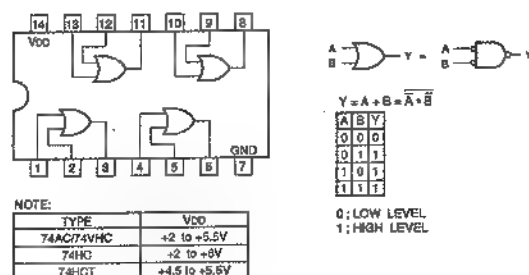 14 13 12 11 10 9 8
VDD
GND
1 2 3 4 5 6 7
A
B
Y
=
A
B
Y
Y = A + B = A̅ • B̅
A B Y
0 0 0
0 1 1
1 0 1
1 1 1
0 ; LOW LEVEL
1 ; HIGH LEVEL
NOTE:
TYPE VDD
74AC/74VHC +2 to +5.5V
74HC +2 to +6V
74HCT +4.5 to +5.5V